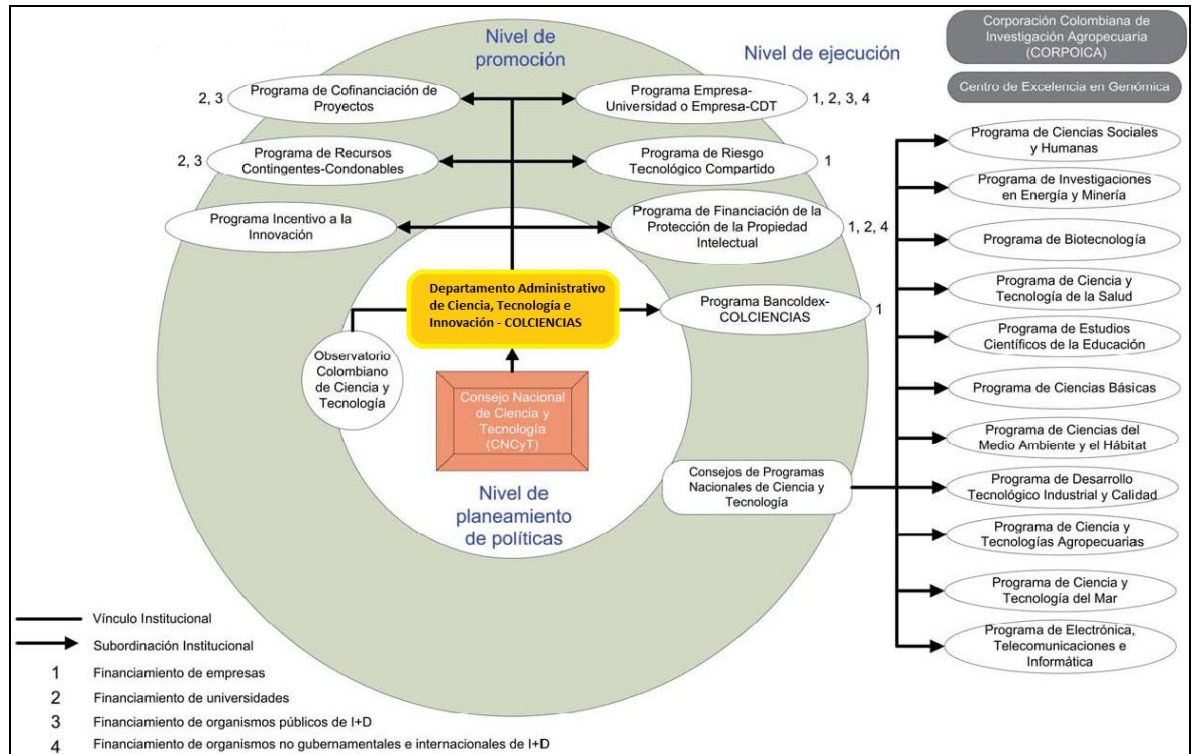 Nivel de
promoción
Nivel de ejecución
Corporación Colombiana de
Investigación Agropecuaria
(CORPOICA)
Centro de Excelencia en Genómica
2, 3
Programa de Cofinanciación de
Proyectos
Programa Empresa-
Universidad o Empresa-CDT
1, 2, 3, 4
2, 3
Programa de Recursos
Contingentes-Condonables
Programa de Riesgo
Tecnológico Compartido
1
Programa Incentivo a la
Innovación
Programa de Financiación de la
Protección de la Propiedad
Intelectual
1, 2, 4
Departamento Administrativo
de Ciencia, Tecnología e
Innovación - COLCIENCIAS
Programa Bancoldex-
COLCIENCIAS
1
Observatorio
Colombiano
de Ciencia y
Tecnología
Consejo Nacional
de Ciencia y
Tecnología
(CNCyT)
Nivel de
planeamiento
de políticas
Consejos de Programas
Nacionales de Ciencia y
Tecnología
Programa de Ciencias Sociales
y Humanas
Programa de Investigaciones
en Energía y Minería
Programa de Biotecnología
Programa de Ciencia y
Tecnología de la Salud
Programa de Estudios
Científicos de la Educación
Programa de Ciencias Básicas
Programa de Ciencias del
Medio Ambiente y el Hábitat
Programa de Desarrollo
Tecnológico Industrial y Calidad
Programa de Ciencia y
Tecnologías Agropecuarias
Programa de Ciencia y
Tecnología del Mar
Programa de Electrónica,
Telecomunicaciones e
Informática
Vínculo Institucional
Subordinación Institucional
1 Financiamiento de empresas
2 Financiamiento de universidades
3 Financiamiento de organismos públicos de I+D
4 Financiamiento de organismos no gubernamentales e internacionales de I+D